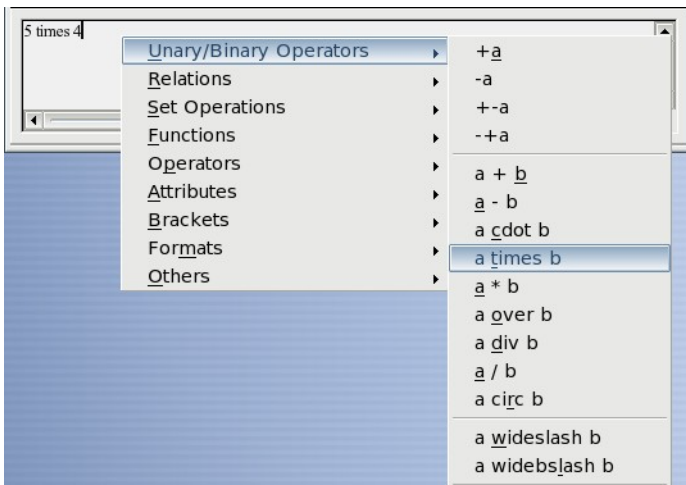 5 times 4
Unary/Binary Operators
Relations
Set Operations
Functions
Operators
Attributes
Brackets
Formats
Others
+a
-a
+-a
-+a
a + b
a - b
a cdot b
a times b
a * b
a over b
a div b
a / b
a circ b
a wideslash b
a widebslash b